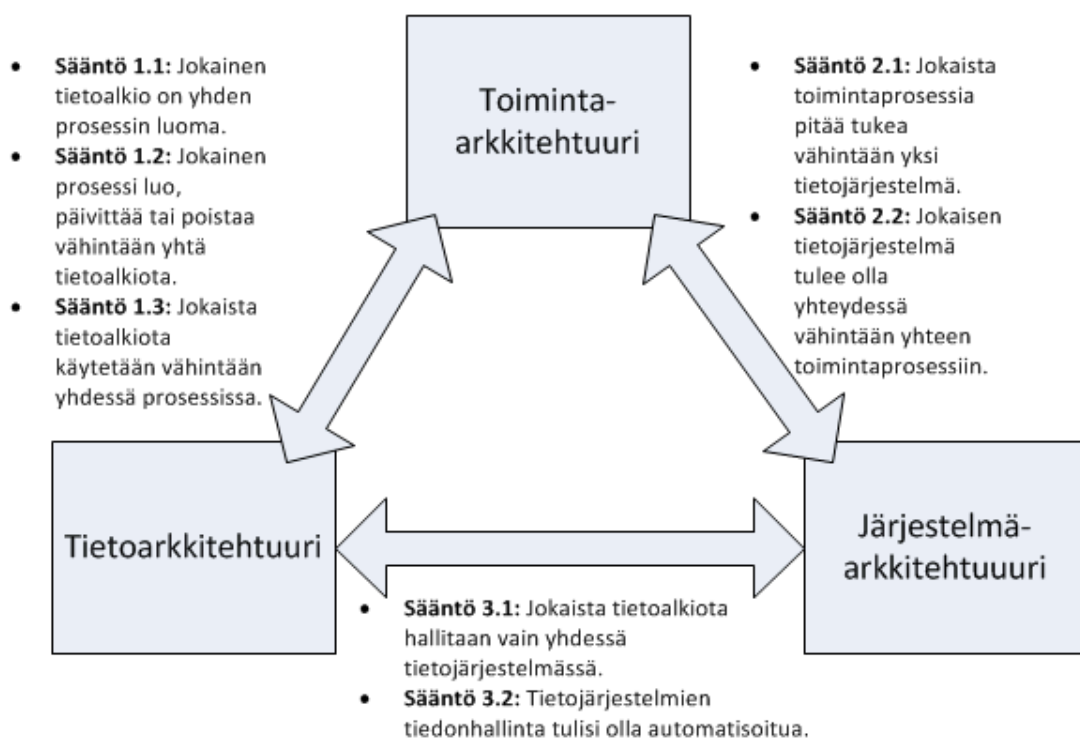 Toiminta-
arkkitehtuuri
• Sääntö 1.1: Jokainen
tietoalkio on yhden
prosessin luoma.
• Sääntö 1.2: Jokainen
prosessi luo,
päivittää tai poistaa
vähintään yhtä
tietoalkiota.
• Sääntö 1.3: Jokaista
tietoalkiota
käytetään vähintään
yhdessä prosessissa.
• Sääntö 2.1: Jokaista
toimintaprosessia
pitää tukea
vähintään yksi
tietojärjestelmä.
• Sääntö 2.2: Jokaisen
tietojärjestelmä
tulee olla
yhteydessä
vähintään yhteen
toimintaprosessiin.
Tietoarkkitehtuuri
Järjestelmä-
arkkitehtuuuri
• Sääntö 3.1: Jokaista tietoalkiota
hallitaan vain yhdessä
tietojärjestelmässä.
• Sääntö 3.2: Tietojärjestelmien
tiedonhallinta tulisi olla automatisoitua.